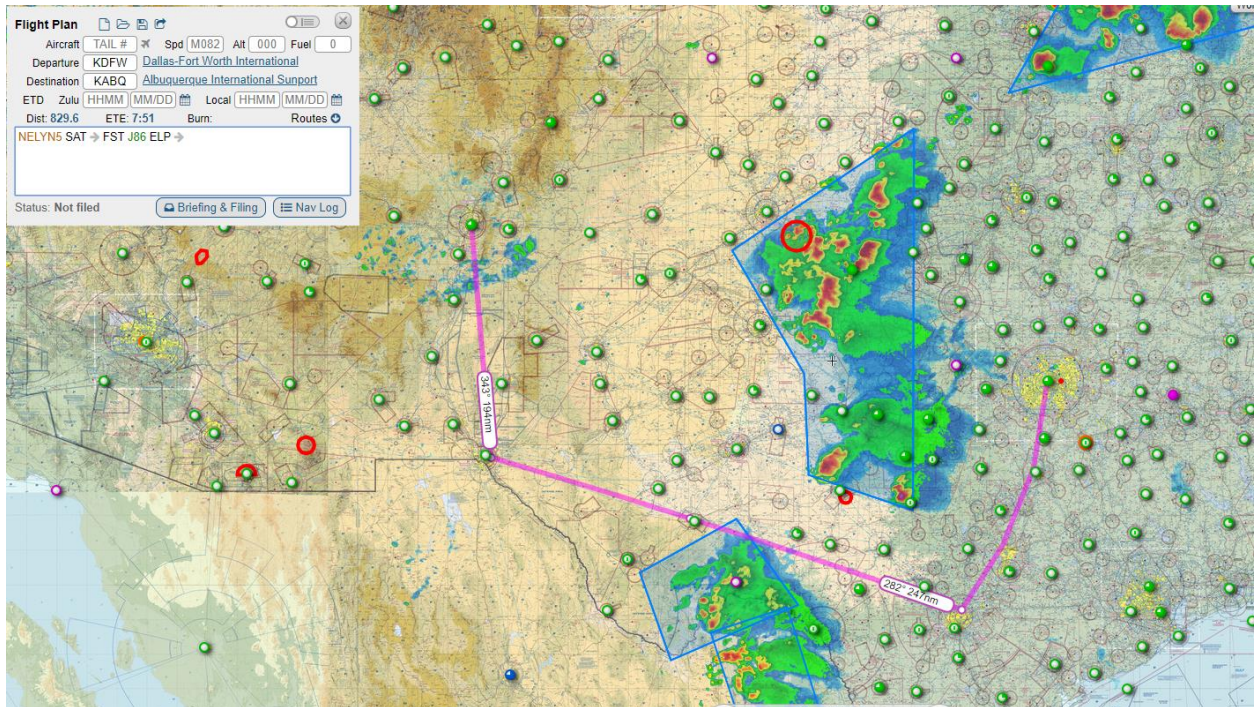 Flight Plan
Aircraft TAIL # Spd M082 Alt 000 Fuel 0
Departure KDFW Dallas-Fort Worth International
Destination KABQ Albuquerque International Sunport
ETD Zulu HHMM MM/DD Local HHMM MM/DD
Dist: 829.6 ETE: 7:51 Burn: Routes
NELYN5 SAT → FST J86 ELP →
Status: Not filed Briefing & Filing Nav Log
343° 194nm
282° 247nm